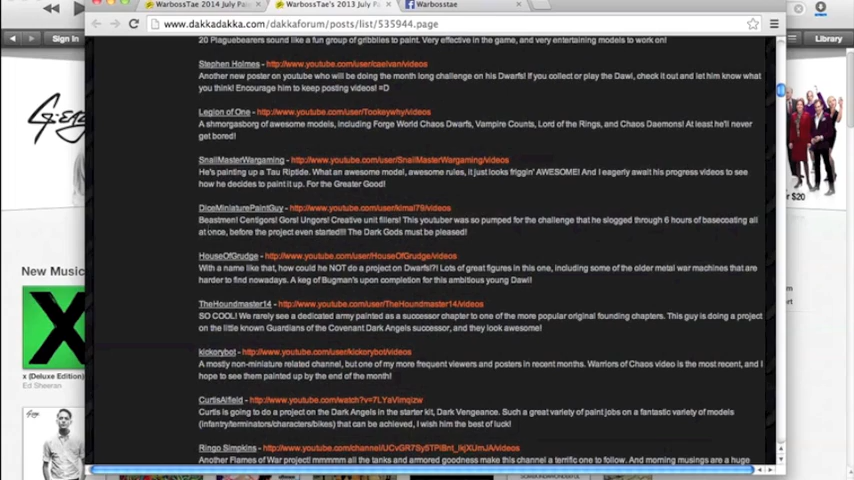 WarbossTae 2014 July Pai
WarbossTae's 2013 July Pa
Warbosstae
www.dakkadakka.com/dakkaforum/posts/list/535944.page
Sign In
Library
20 Plaguebearers sound like a fun group of gribblies to paint. Very effective in the game, and very entertaining models to work on!
Stephen Holmes - http://www.youtube.com/user/caelvan/videos
Another new poster on youtube who will be doing the month long challenge on his Dwarfs! If you collect or play the Dawi, check it out and let him know what
you think! Encourage him to keep posting videos! =D
Legion of One - http://www.youtube.com/user/Tookeywhy/videos
A shmorgasborg of awesome models, including Forge World Chaos Dwarfs, Vampire Counts, Lord of the Rings, and Chaos Daemons! At least he'll never
get bored!
SnailMasterWargaming - http://www.youtube.com/user/SnailMasterWargaming/videos
He's painting up a Tau Riptide. What an awesome model, awesome rules, it just looks friggin' AWESOME! And I eagerly await his progress videos to see
how he decides to paint it up. For the Greater Good!
DiceMiniaturePaintGuy - http://www.youtube.com/user/kimal79/videos
Beastmen! Centigors! Gors! Ungors! Creative unit fillers! This youtuber was so pumped for the challenge that he slogged through 6 hours of basecoating all
at once, before the project even started!!! The Dark Gods must be pleased!
HouseOfGrudge - http://www.youtube.com/user/HouseOfGrudge/videos
With a name like that, how could he NOT do a project on Dwarfs!?! Lots of great figures in this one, including some of the older metal war machines that are
harder to find nowadays. A keg of Bugman's upon completion for this ambitious young Dawi!
TheHoundmaster14 - http://www.youtube.com/user/TheHoundmaster14/videos
SO COOL! We rarely see a dedicated army painted as a successor chapter to one of the more popular original founding chapters. This guy is doing a project
on the little known Guardians of the Covenant Dark Angels successor, and they look awesome!
kickorybot - http://www.youtube.com/user/kickorybot/videos
A mostly non-miniature related channel, but one of my more frequent viewers and posters in recent months. Warriors of Chaos video is the most recent, and I
hope to see them painted up by the end of the month!
CurtisAlfield - http://www.youtube.com/watch?v=7LYaVimqizw
Curtis is going to do a project on the Dark Angels in the starter kit, Dark Vengeance. Such a great variety of paint jobs on a fantastic variety of models
(infantry/terminators/characters/bikes) that can be achieved, I wish him the best of luck!
Ringo Simpkins -
Another Flames of War project! mmmmm all the tanks and armored goodness make this channel a terrific one to follow. And morning musings are a huge
New Music
x (Deluxe Edition)
Ed Sheeran
G-Eazy